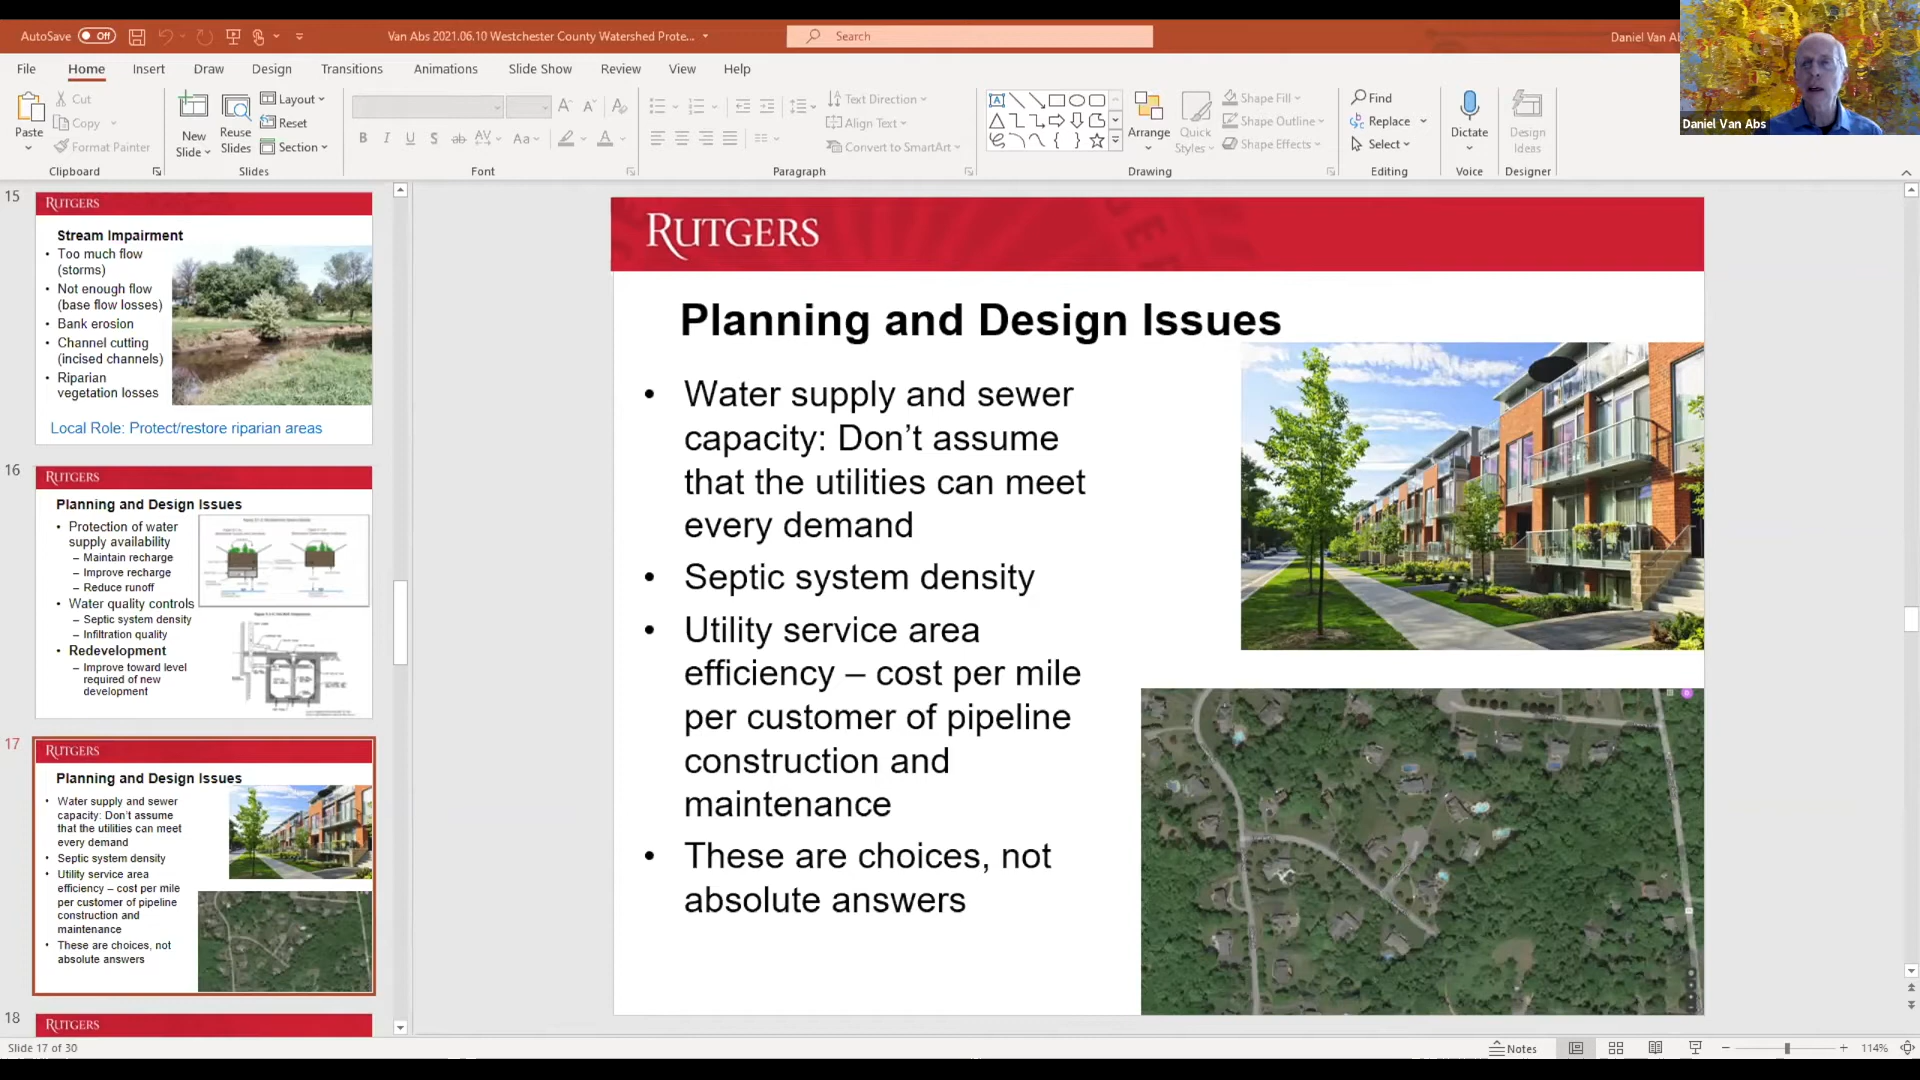 AutoSave Off
Van Abs 2021.06.10 Westchester County Watershed Prote...
Search
Daniel Van Ab
Daniel Van Abs
File Home Insert Draw Design Transitions Animations Slide Show Review View Help
Paste
Cut
Copy
Format Painter
Clipboard
New Slide
Reuse Slides
Layout
Reset
Section
Slides
B I U S ab AV Aa A
Font
Text Direction
Align Text
Convert to SmartArt
Paragraph
Arrange
Quick Styles
Shape Fill
Shape Outline
Shape Effects
Drawing
Find
Replace
Select
Editing
Dictate
Voice
Design Ideas
Designer
15
RUTGERS
Stream Impairment
• Too much flow
(storms)
• Not enough flow
(base flow losses)
• Bank erosion
• Channel cutting
(incised channels)
• Riparian
vegetation losses
Local Role: Protect/restore riparian areas
16
RUTGERS
Planning and Design Issues
• Protection of water
supply availability
– Maintain recharge
– Improve recharge
– Reduce runoff
• Water quality controls
– Septic system density
– Infiltration quality
• Redevelopment
– Improve toward level
required of new
development
17
RUTGERS
Planning and Design Issues
• Water supply and sewer
capacity: Don't assume
that the utilities can meet
every demand
• Septic system density
• Utility service area
efficiency – cost per mile
per customer of pipeline
construction and
maintenance
• These are choices, not
absolute answers
18
RUTGERS
RUTGERS
Planning and Design Issues
• Water supply and sewer
capacity: Don't assume
that the utilities can meet
every demand
• Septic system density
• Utility service area
efficiency – cost per mile
per customer of pipeline
construction and
maintenance
• These are choices, not
absolute answers
Slide 17 of 30
Notes
114%